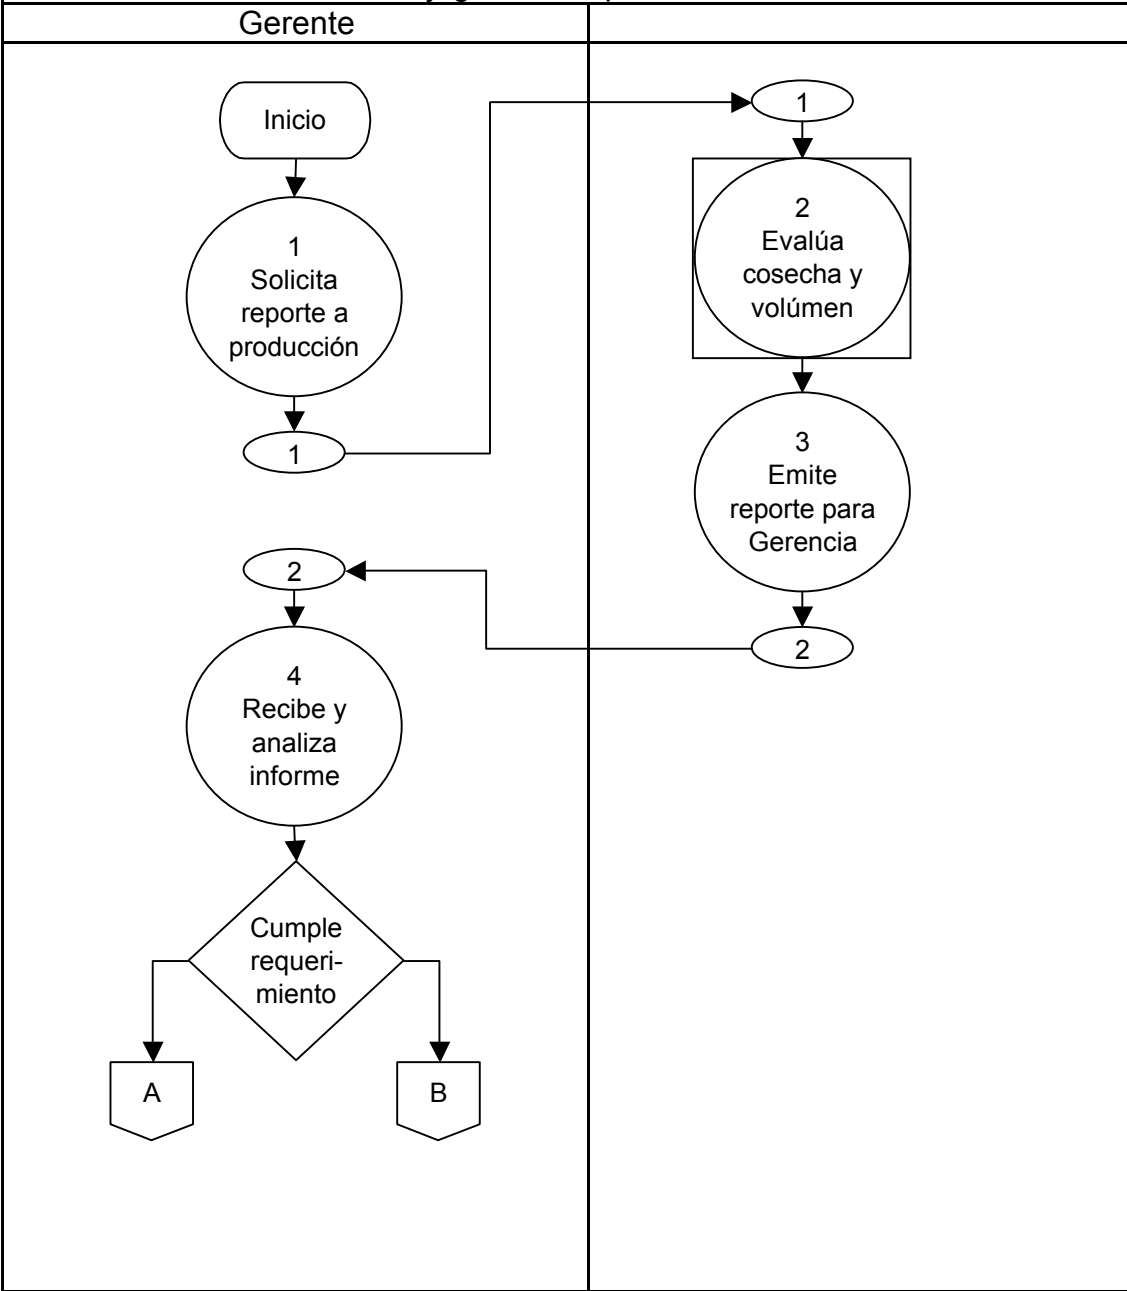 Gerente
Inicio
1
Solicita
reporte a
producción
1
1
2
Evalúa
cosecha y
volúmen
3
Emite
reporte para
Gerencia
2
2
4
Recibe y
analiza
informe
Cumple
requeri-
miento
A
B